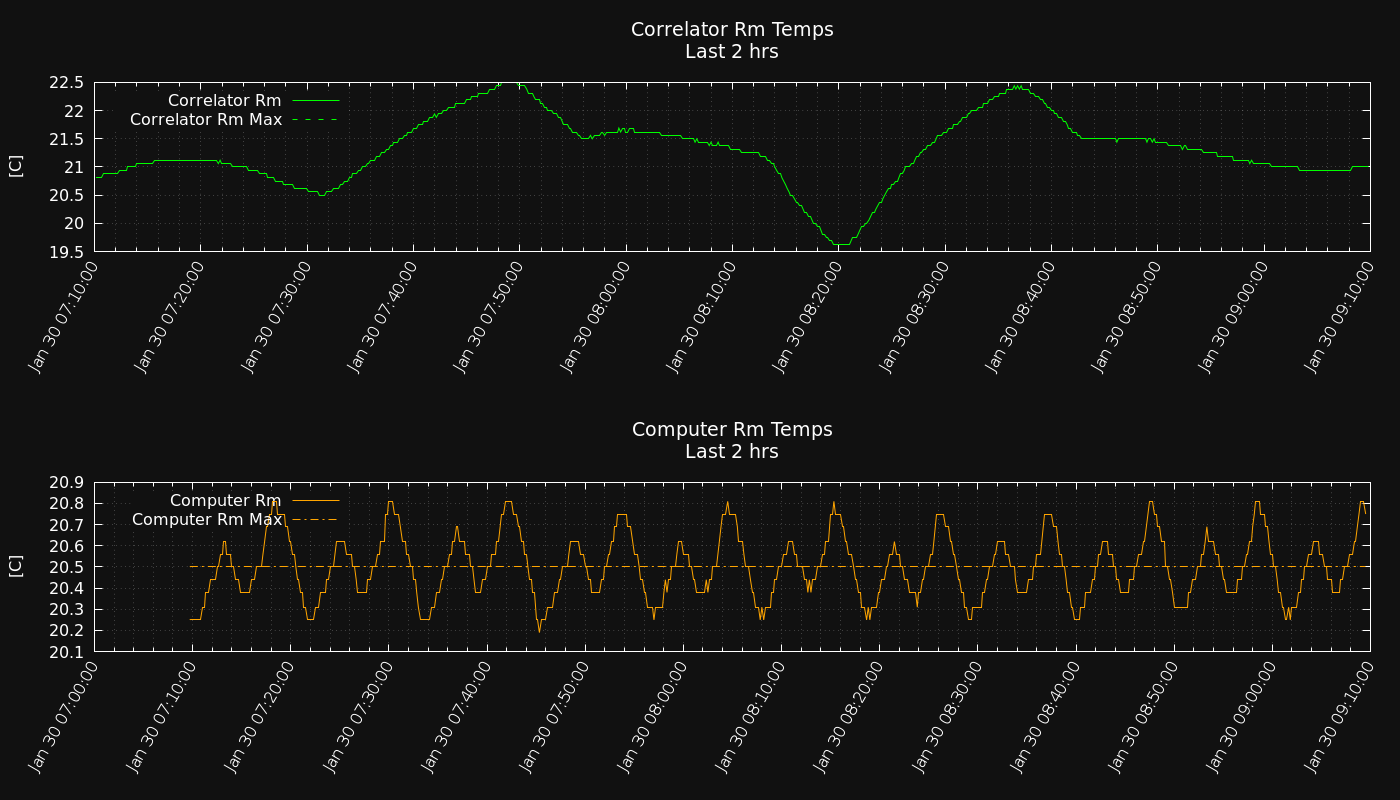 Correlator Rm Temps
Last 2 hrs
Correlator Rm
Correlator Rm Max
[C]
22.5
22
21.5
21
20.5
20
19.5
Jan 30 07:10:00
Jan 30 07:20:00
Jan 30 07:30:00
Jan 30 07:40:00
Jan 30 07:50:00
Jan 30 08:00:00
Jan 30 08:10:00
Jan 30 08:20:00
Jan 30 08:30:00
Jan 30 08:40:00
Jan 30 08:50:00
Jan 30 09:00:00
Jan 30 09:10:00
Computer Rm Temps
Last 2 hrs
Computer Rm
Computer Rm Max
[C]
20.9
20.8
20.7
20.6
20.5
20.4
20.3
20.2
20.1
Jan 30 07:00:00
Jan 30 07:10:00
Jan 30 07:20:00
Jan 30 07:30:00
Jan 30 07:40:00
Jan 30 07:50:00
Jan 30 08:00:00
Jan 30 08:10:00
Jan 30 08:20:00
Jan 30 08:30:00
Jan 30 08:40:00
Jan 30 08:50:00
Jan 30 09:00:00
Jan 30 09:10:00